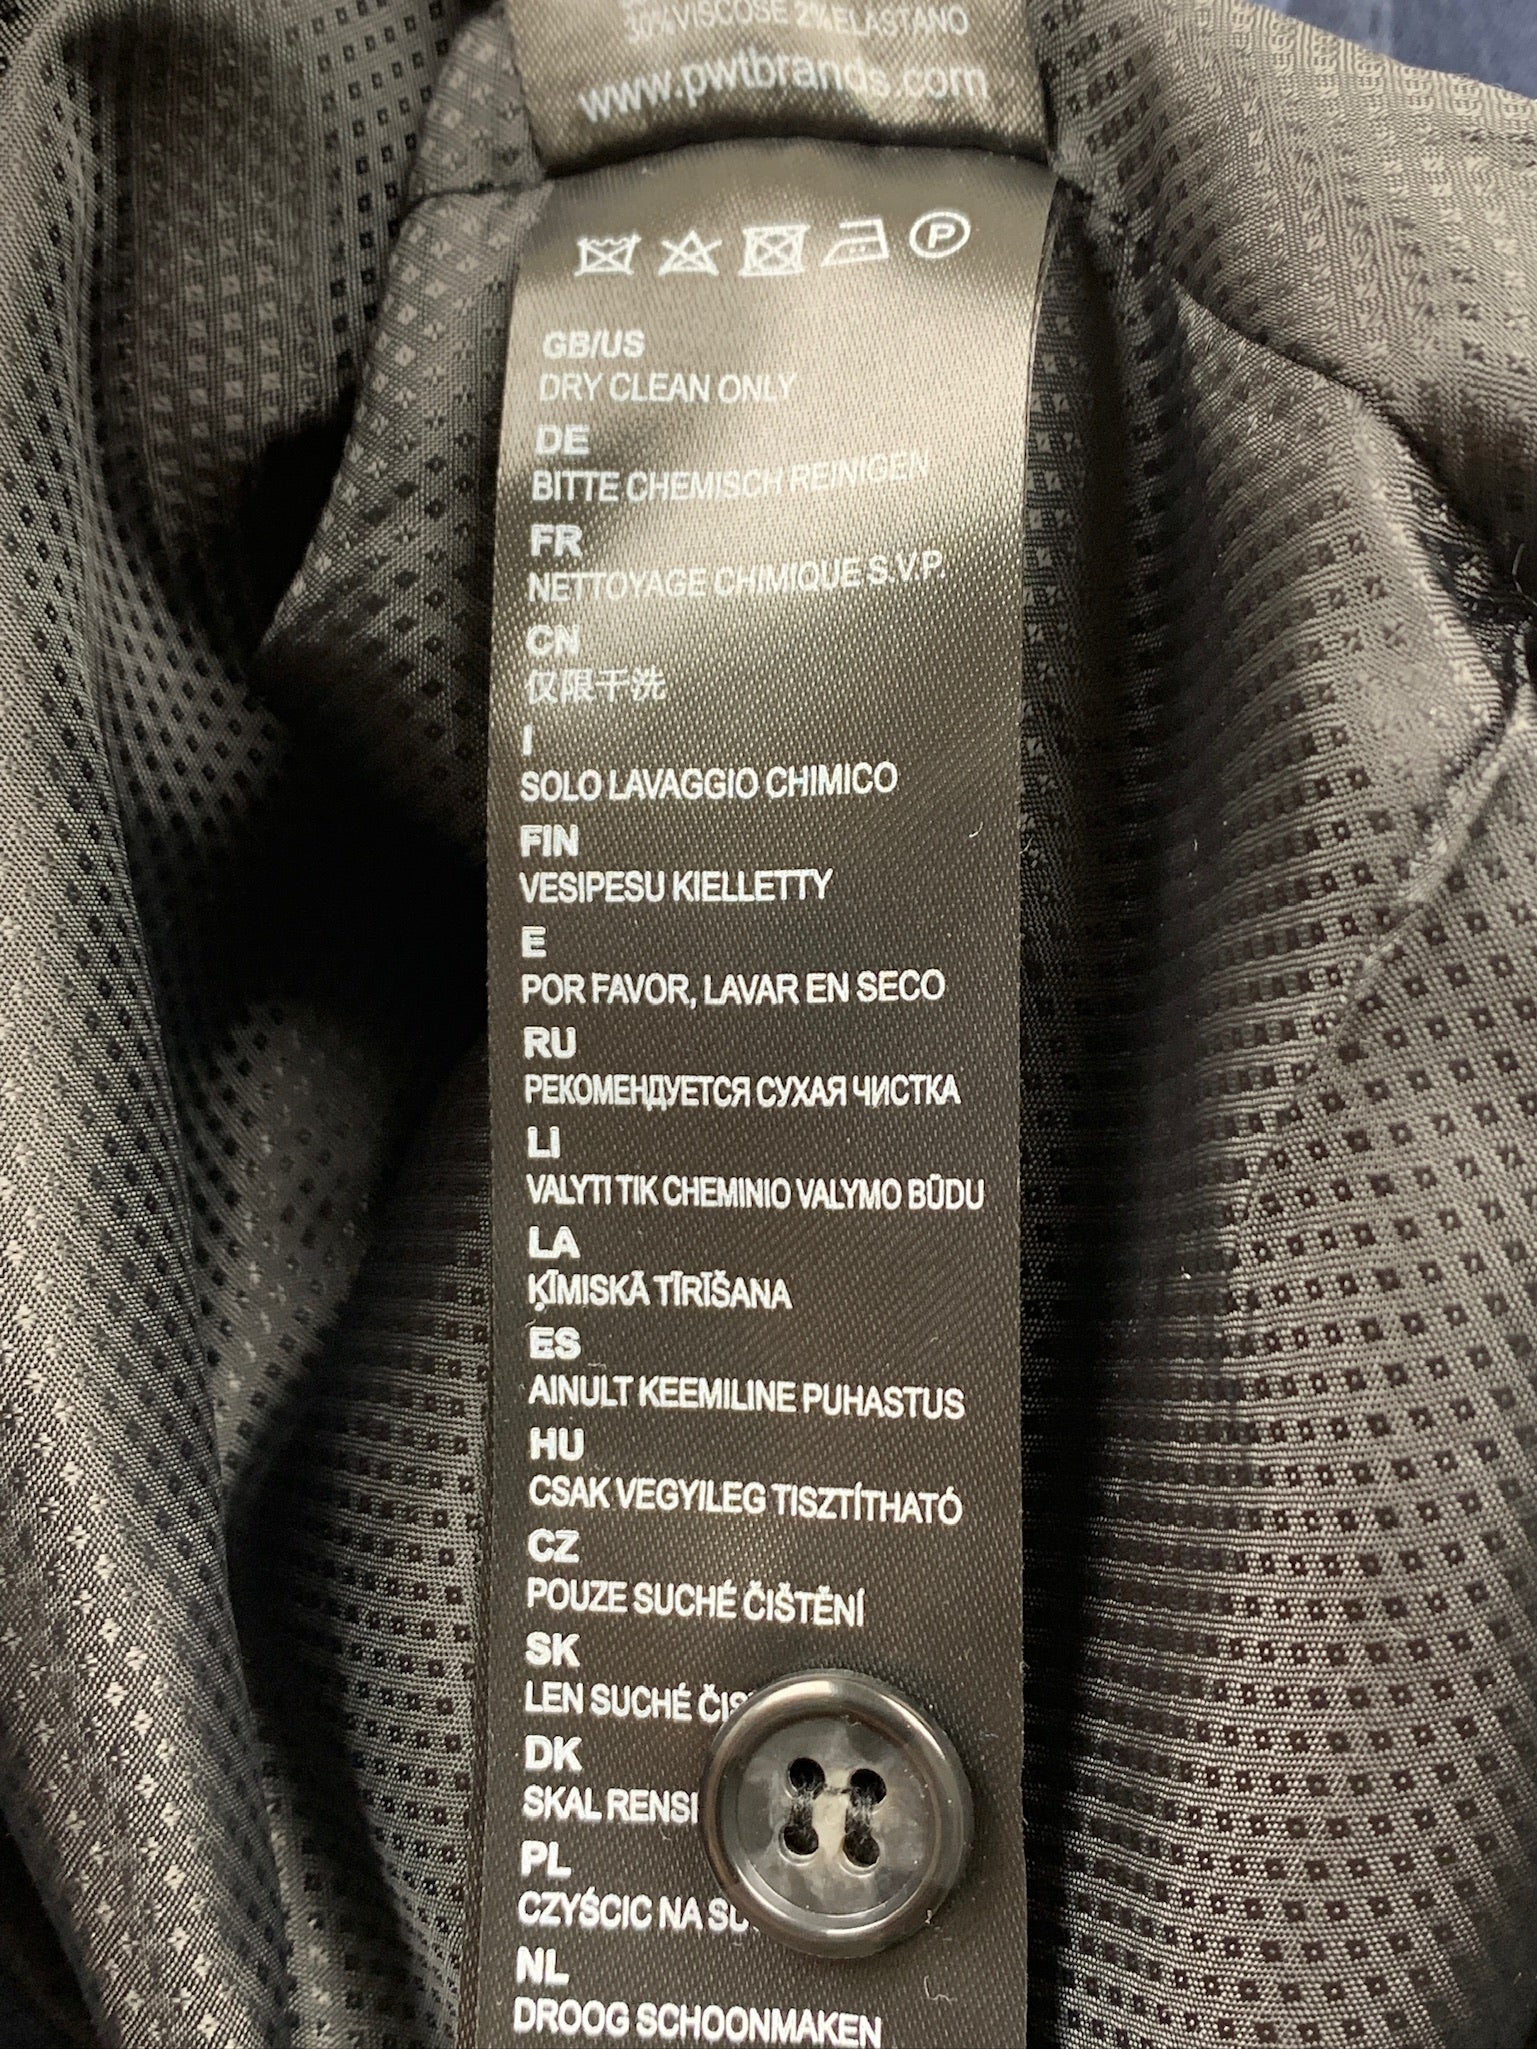 30% VISCOSE 2% ELASTANO
www.pwtbrands.com
P
GB/US
DRY CLEAN ONLY
DE
BITTE CHEMISCH REINIGEN
FR
NETTOYAGE CHIMIQUE S.V.P.
CN
仅限干洗
I
SOLO LAVAGGIO CHIMICO
FIN
VESIPESU KIELLETTY
E
POR FAVOR, LAVAR EN SECO
RU
РЕКОМЕНДУЕТСЯ СУХАЯ ЧИСТКА
LI
VALYTI TIK CHEMINIO VALYMO BŪDU
LA
ĶĪMISKĀ TĪRĪŠANA
ES
AINULT KEEMILINE PUHASTUS
HU
CSAK VEGYILEG TISZTÍTHATÓ
CZ
POUZE SUCHÉ ČIŠTĚNÍ
SK
LEN SUCHÉ
DK
SKAL
PL
CZYŚCIC NA
NL
DROOG SCHOONMAKEN